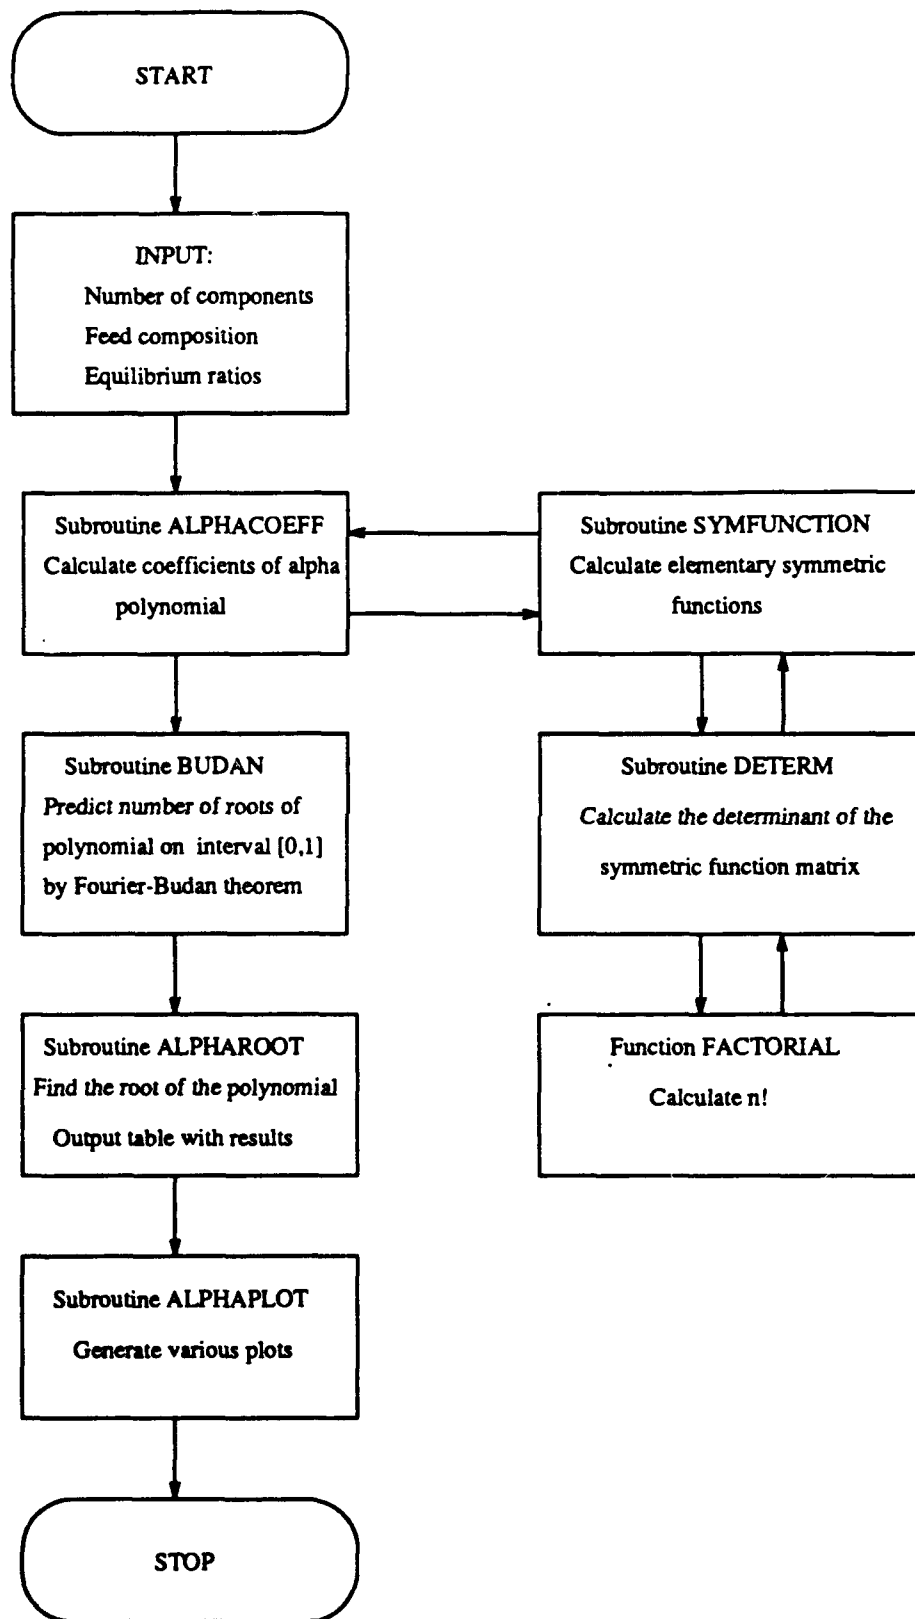 START
INPUT:
Number of components
Feed composition
Equilibrium ratios
Subroutine ALPHACOEFF
Calculate coefficients of alpha
polynomial
Subroutine SYMFUNCTION
Calculate elementary symmetric
functions
Subroutine BUDAN
Predict number of roots of
polynomial on interval [0,1]
by Fourier-Budan theorem
Subroutine DETERM
Calculate the determinant of the
symmetric function matrix
Subroutine ALPHAROOT
Find the root of the polynomial
Output table with results
Function FACTORIAL
Calculate n!
Subroutine ALPHAPLOT
Generate various plots
STOP